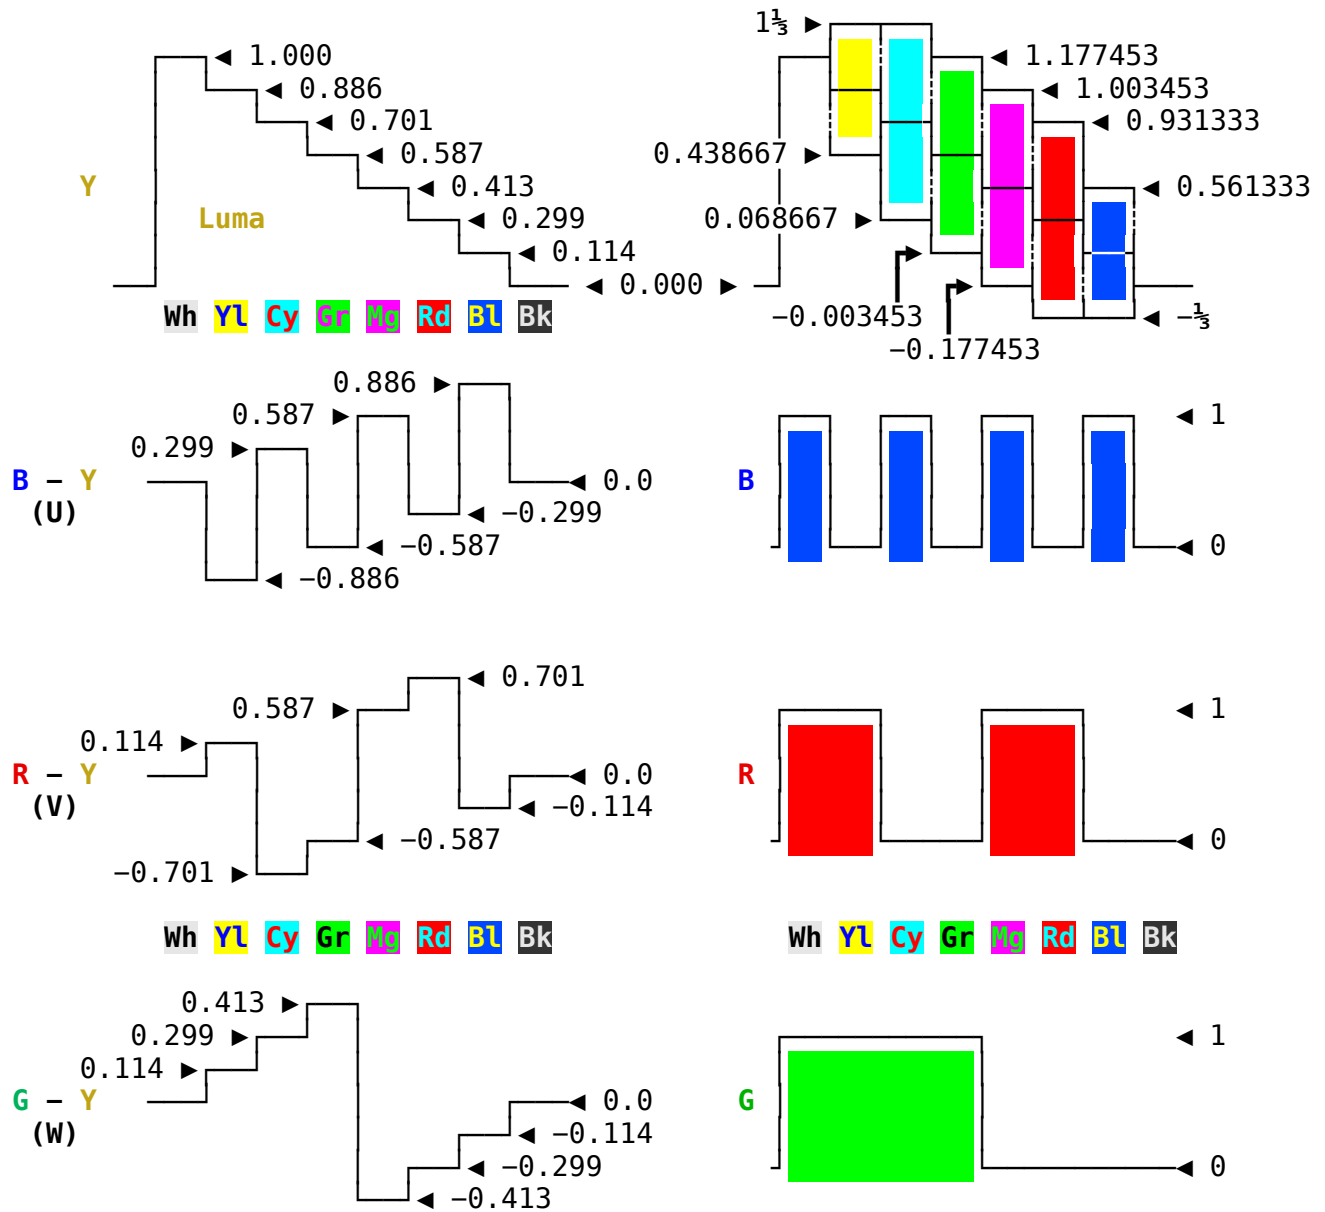 1⅓ ►
◄ 1.000 ◄ 1.177453
◄ 0.886 ◄ 1.003453
◄ 0.701 ◄ 0.931333
◄ 0.587 0.438667 ►
Y ◄ 0.413 ◄ 0.561333
Luma ◄ 0.299 0.068667 ►
◄ 0.114
◄ 0.000 ►
Wh Yl Cy Gr Mg Rd Bl Bk −0.003453 ◄ −⅓
−0.177453
0.886 ►
0.587 ► ◄ 1
0.299 ►
B − Y ◄ 0.0 B
(U) ◄ −0.299
◄ −0.587 ◄ 0
◄ −0.886
◄ 0.701
0.587 ► ◄ 1
0.114 ►
R − Y ◄ 0.0 R
(V) ◄ −0.114
◄ −0.587 ◄ 0
−0.701 ►
Wh Yl Cy Gr Mg Rd Bl Bk Wh Yl Cy Gr Mg Rd Bl Bk
0.413 ►
0.299 ► ◄ 1
0.114 ►
G − Y ◄ 0.0 G
(W) ◄ −0.114
◄ −0.299 ◄ 0
◄ −0.413